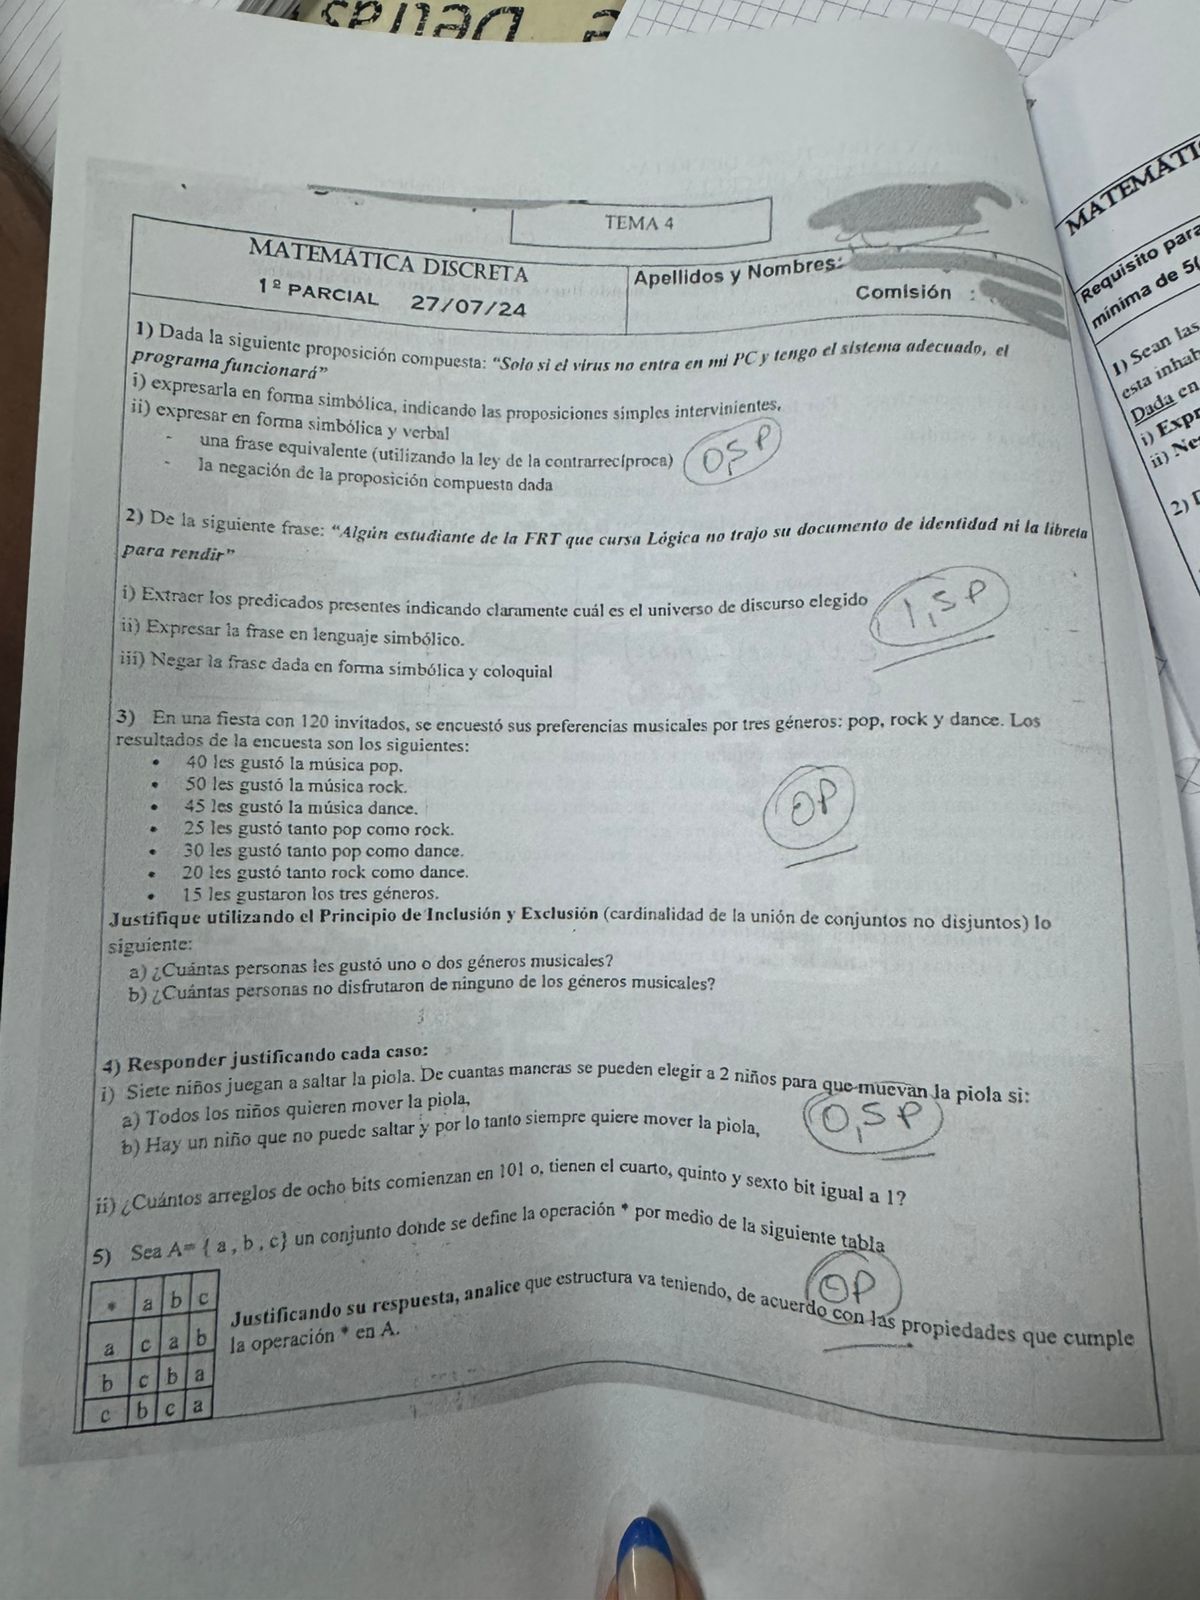 TEMA 4
MATEMÁTICA DISCRETA
1º PARCIAL 27/07/24
Apellidos y Nombres:
Comisión :
1) Dada la siguiente proposición compuesta: "Solo si el virus no entra en mi PC y tengo el sistema adecuado, el
programa funcionará"
i) expresarla en forma simbólica, indicando las proposiciones simples intervinientes,
ii) expresar en forma simbólica y verbal
- una frase equivalente (utilizando la ley de la contrarrecíproca)
- la negación de la proposición compuesta dada
0,5 P
2) De la siguiente frase: "Algún estudiante de la FRT que cursa Lógica no trajo su documento de identidad ni la libreta
para rendir"
i) Extraer los predicados presentes indicando claramente cuál es el universo de discurso elegido
ii) Expresar la frase en lenguaje simbólico.
iii) Negar la frase dada en forma simbólica y coloquial
1,5 P
3) En una fiesta con 120 invitados, se encuestó sus preferencias musicales por tres géneros: pop, rock y dance. Los
resultados de la encuesta son los siguientes:
• 40 les gustó la música pop.
• 50 les gustó la música rock.
• 45 les gustó la música dance.
• 25 les gustó tanto pop como rock.
• 30 les gustó tanto pop como dance.
• 20 les gustó tanto rock como dance.
• 15 les gustaron los tres géneros.
0P
Justifique utilizando el Principio de Inclusión y Exclusión (cardinalidad de la unión de conjuntos no disjuntos) lo
siguiente:
a) ¿Cuántas personas les gustó uno o dos géneros musicales?
b) ¿Cuántas personas no disfrutaron de ninguno de los géneros musicales?
4) Responder justificando cada caso:
i) Siete niños juegan a saltar la piola. De cuantas maneras se pueden elegir a 2 niños para que muevan la piola si:
a) Todos los niños quieren mover la piola,
b) Hay un niño que no puede saltar y por lo tanto siempre quiere mover la piola,
0,5 P
ii) ¿Cuántos arreglos de ocho bits comienzan en 101 o, tienen el cuarto, quinto y sexto bit igual a 1?
5) Sea A= { a , b , c} un conjunto donde se define la operación * por medio de la siguiente tabla
0P
* a b c
a c a b
b c b a
c b c a
Justificando su respuesta, analice que estructura va teniendo, de acuerdo con las propiedades que cumple
la operación * en A.
MATEMÁTI
Requisito para
mínima de 5
1) Sean las
esta inhab
Dada en
i) Expr
ii) Ne
2)